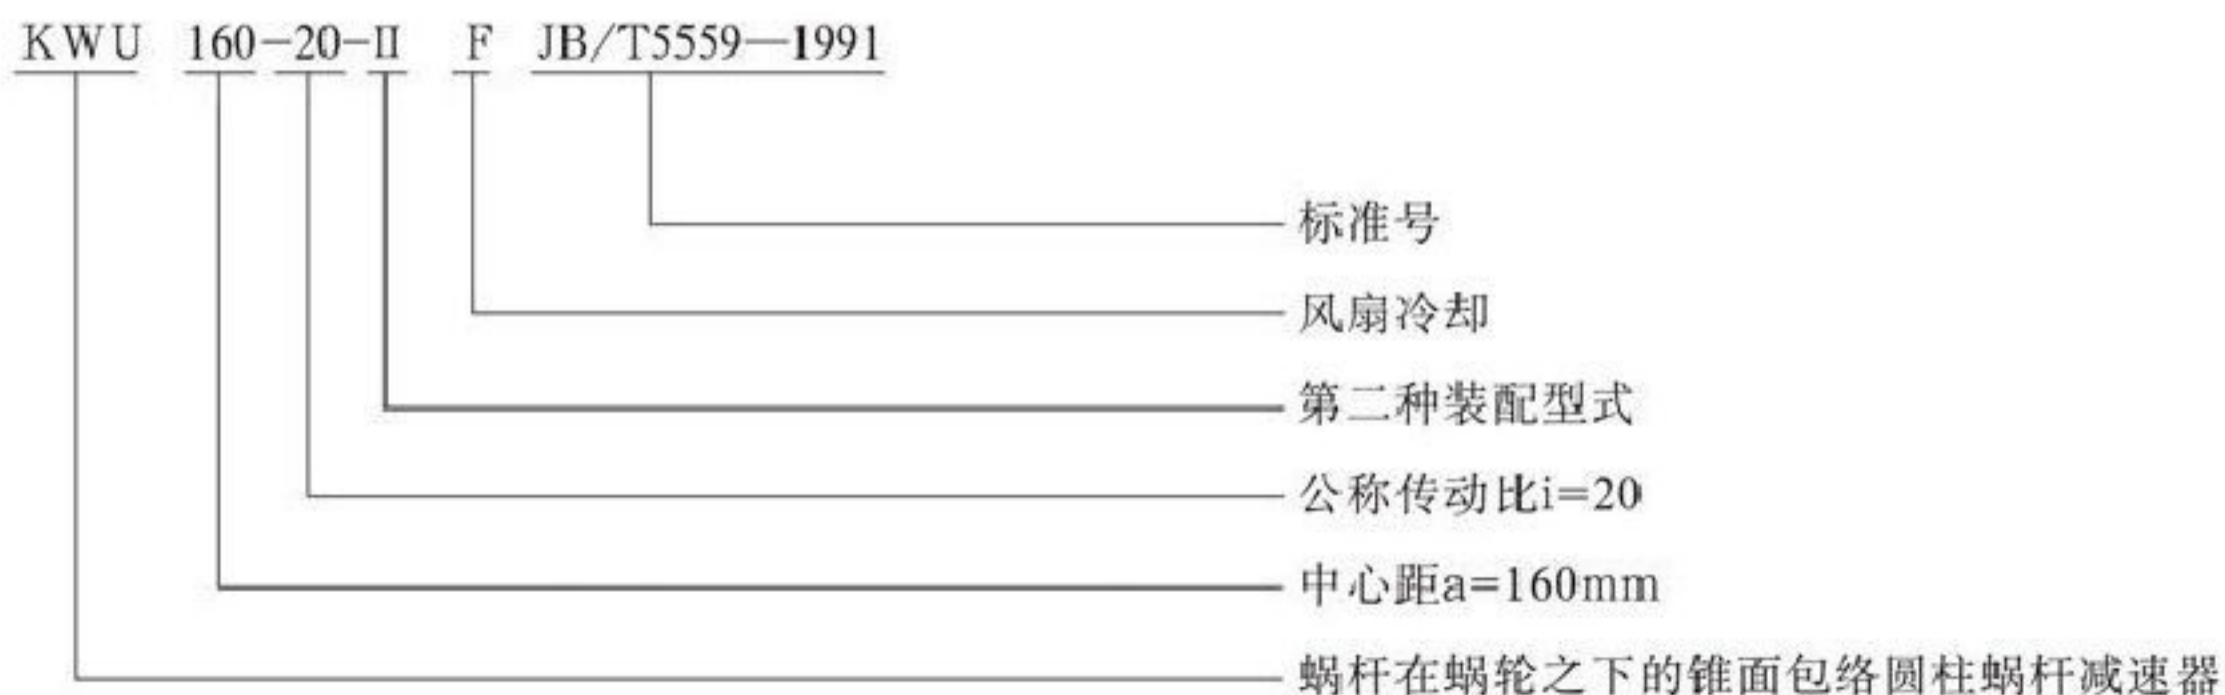 KWU 160-20-II F JB/T5559—1991
标准号
风扇冷却
第二种装配型式
公称传动比i=20
中心距a=160mm
蜗杆在蜗轮之下的锥面包络圆柱蜗杆减速器